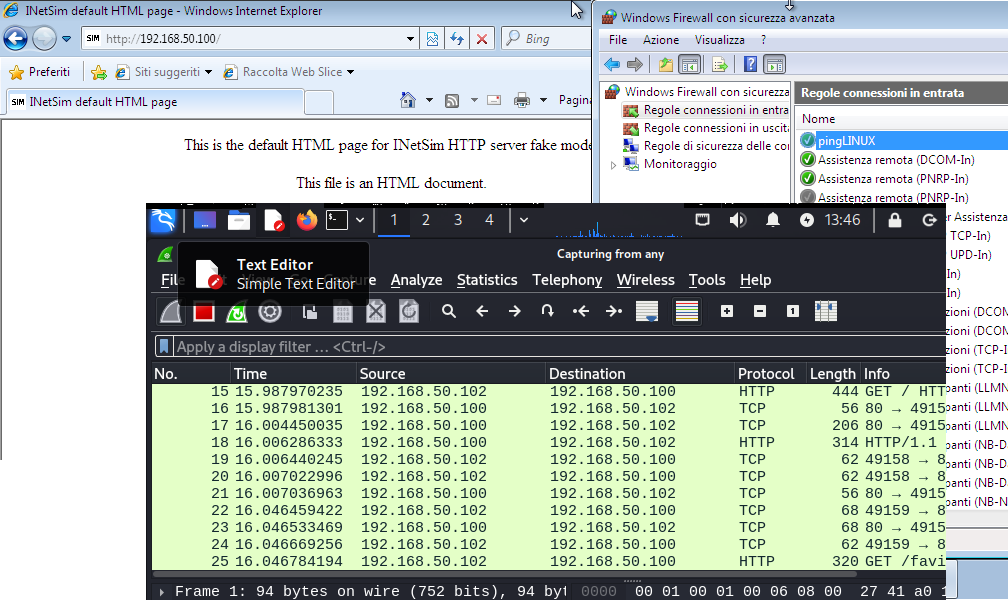 INetSim default HTML page - Windows Internet Explorer
SIM http://192.168.50.100/
Bing
Preferiti
Siti suggeriti
Raccolta Web Slice
SIM INetSim default HTML page
This is the default HTML page for INetSim HTTP server fake mode
This file is an HTML document.
Windows Firewall con sicurezza avanzata
File Azione Visualizza ?
Windows Firewall con sicurezza
Regole connessioni in entra
Regole connessioni in uscita
Regole di sicurezza delle co
Monitoraggio
Regole connessioni in entrata
Nome
pingLINUX
Assistenza remota (DCOM-In)
Assistenza remota (PNRP-In)
Assistenza remota (PNRP-In)
r Assistenza
TCP-In)
UPD-In)
In)
In)
zioni (DCOM
zioni (DCOM
zioni (TCP-I
zioni (TCP-I
panti (LLMN
panti (LLMN
panti (LLMN
panti (NB-D
panti (NB-D
panti (NB-D
panti (NB-N
1 2 3 4
13:46
Capturing from any
Text Editor
Simple Text Editor
File Capture Analyze Statistics Telephony Wireless Tools Help
Apply a display filter … <Ctrl-/>
No. Time Source Destination Protocol Length Info
15 15.987970235 192.168.50.102 192.168.50.100 HTTP 444 GET / HTT
16 15.987981301 192.168.50.100 192.168.50.102 TCP 56 80 → 4915
17 16.004450035 192.168.50.100 192.168.50.102 TCP 206 80 → 4915
18 16.006286333 192.168.50.100 192.168.50.102 HTTP 314 HTTP/1.1
19 16.006440245 192.168.50.102 192.168.50.100 TCP 62 49158 → 8
20 16.007022996 192.168.50.102 192.168.50.100 TCP 62 49158 → 8
21 16.007036963 192.168.50.100 192.168.50.102 TCP 56 80 → 4915
22 16.046459422 192.168.50.102 192.168.50.100 TCP 68 49159 → 8
23 16.046533469 192.168.50.100 192.168.50.102 TCP 68 80 → 4915
24 16.046669256 192.168.50.102 192.168.50.100 TCP 62 49159 → 8
25 16.046784194 192.168.50.102 192.168.50.100 HTTP 320 GET /favi
Frame 1: 94 bytes on wire (752 bits), 94 byt
0000 00 01 00 01 00 06 08 00 27 41 a0 1